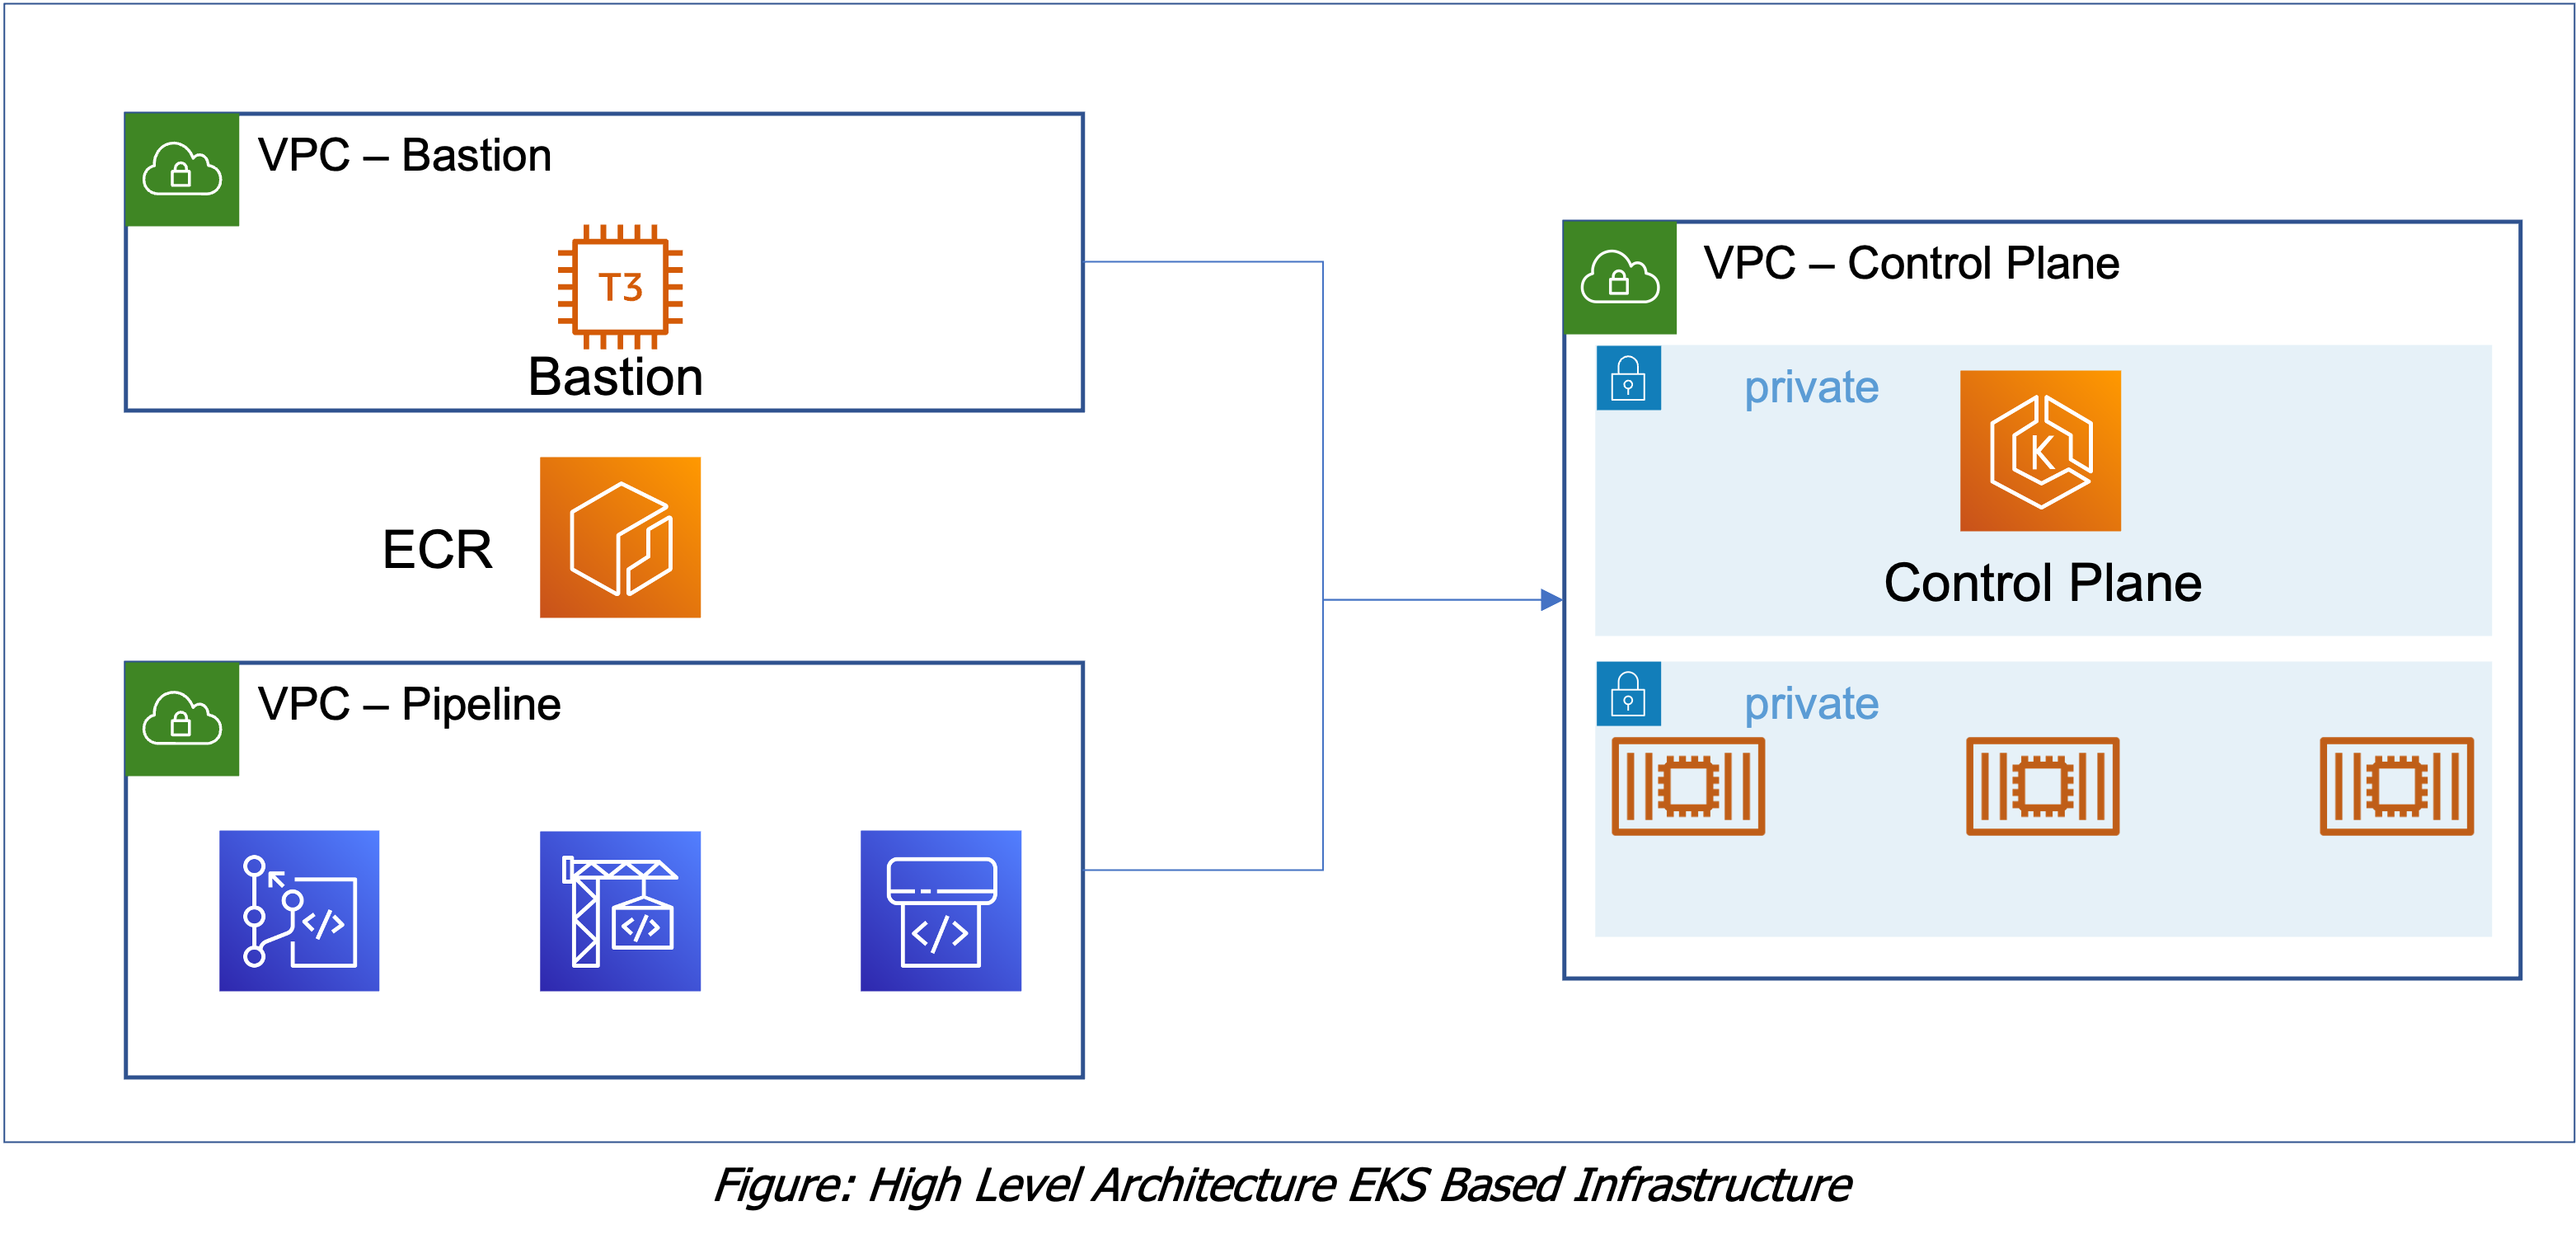 VPC – Bastion
T3
Bastion
ECR
VPC – Pipeline
</>
</>
</>
VPC – Control Plane
private
K
Control Plane
private
Figure: High Level Architecture EKS Based Infrastructure